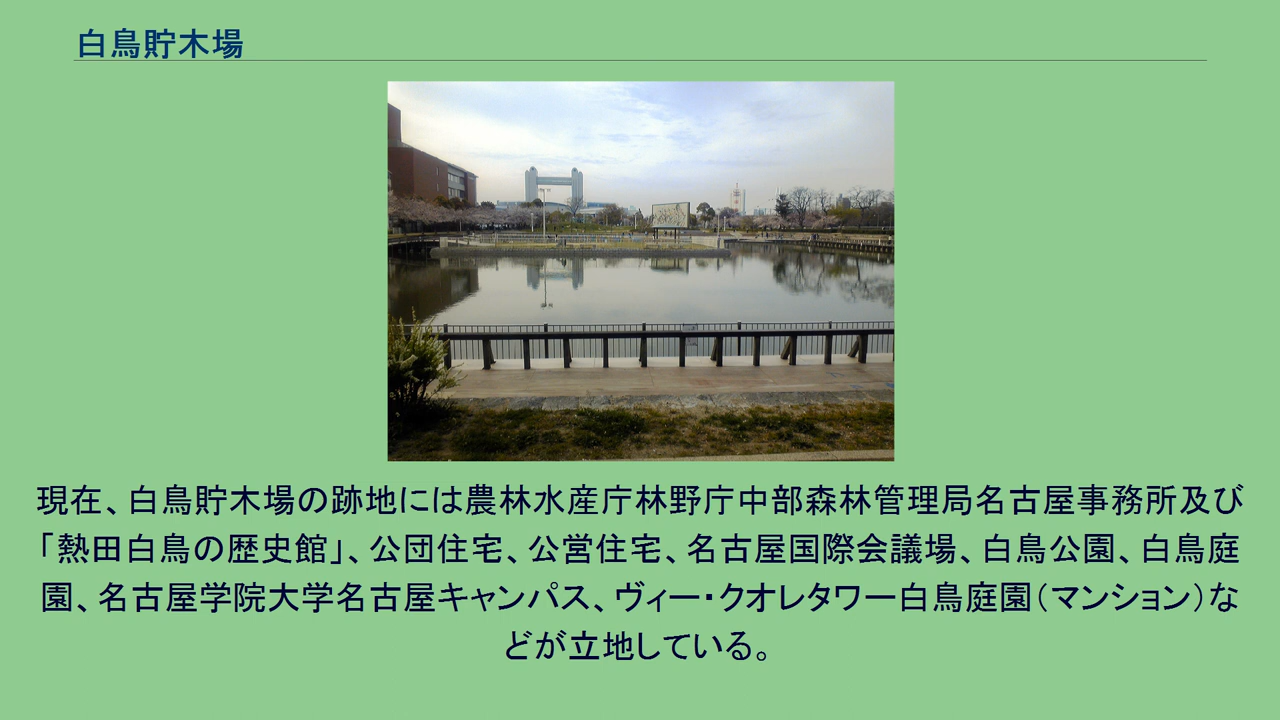 白鳥貯木場
現在、白鳥貯木場の跡地には農林水産庁林野庁中部森林管理局名古屋事務所及び
「熱田白鳥の歴史館」、公団住宅、公営住宅、名古屋国際会議場、白鳥公園、白鳥庭
園、名古屋学院大学名古屋キャンパス、ヴィー・クオレタワー白鳥庭園（マンション）な
どが立地している。